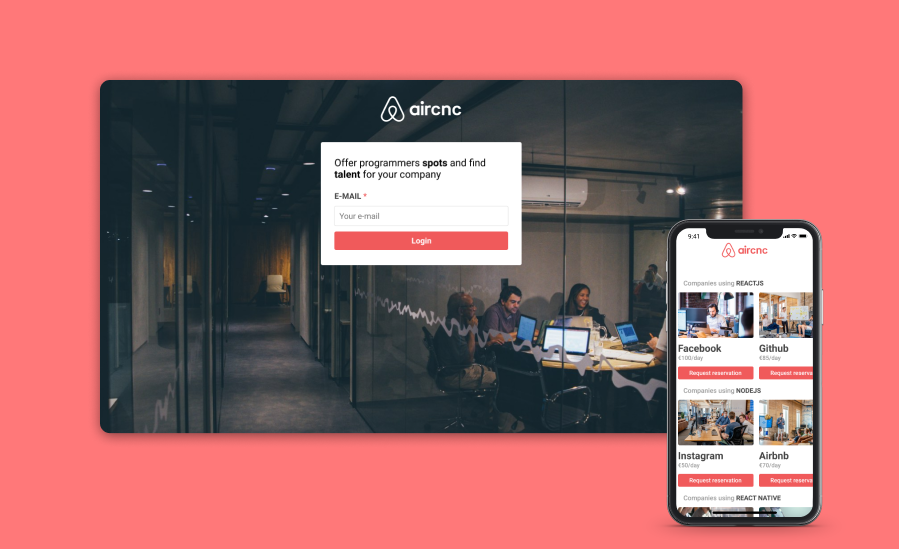 aircnc
Offer programmers spots and find
talent for your company
E-MAIL *
Your e-mail
Login
9:41
aircnc
Companies using REACTJS
Facebook
€100/day
Request reservation
Github
€85/day
Request reserva
Companies using NODEJS
Instagram
€50/day
Request reservation
Airbnb
€70/day
Request reserva
Companies using REACT NATIVE